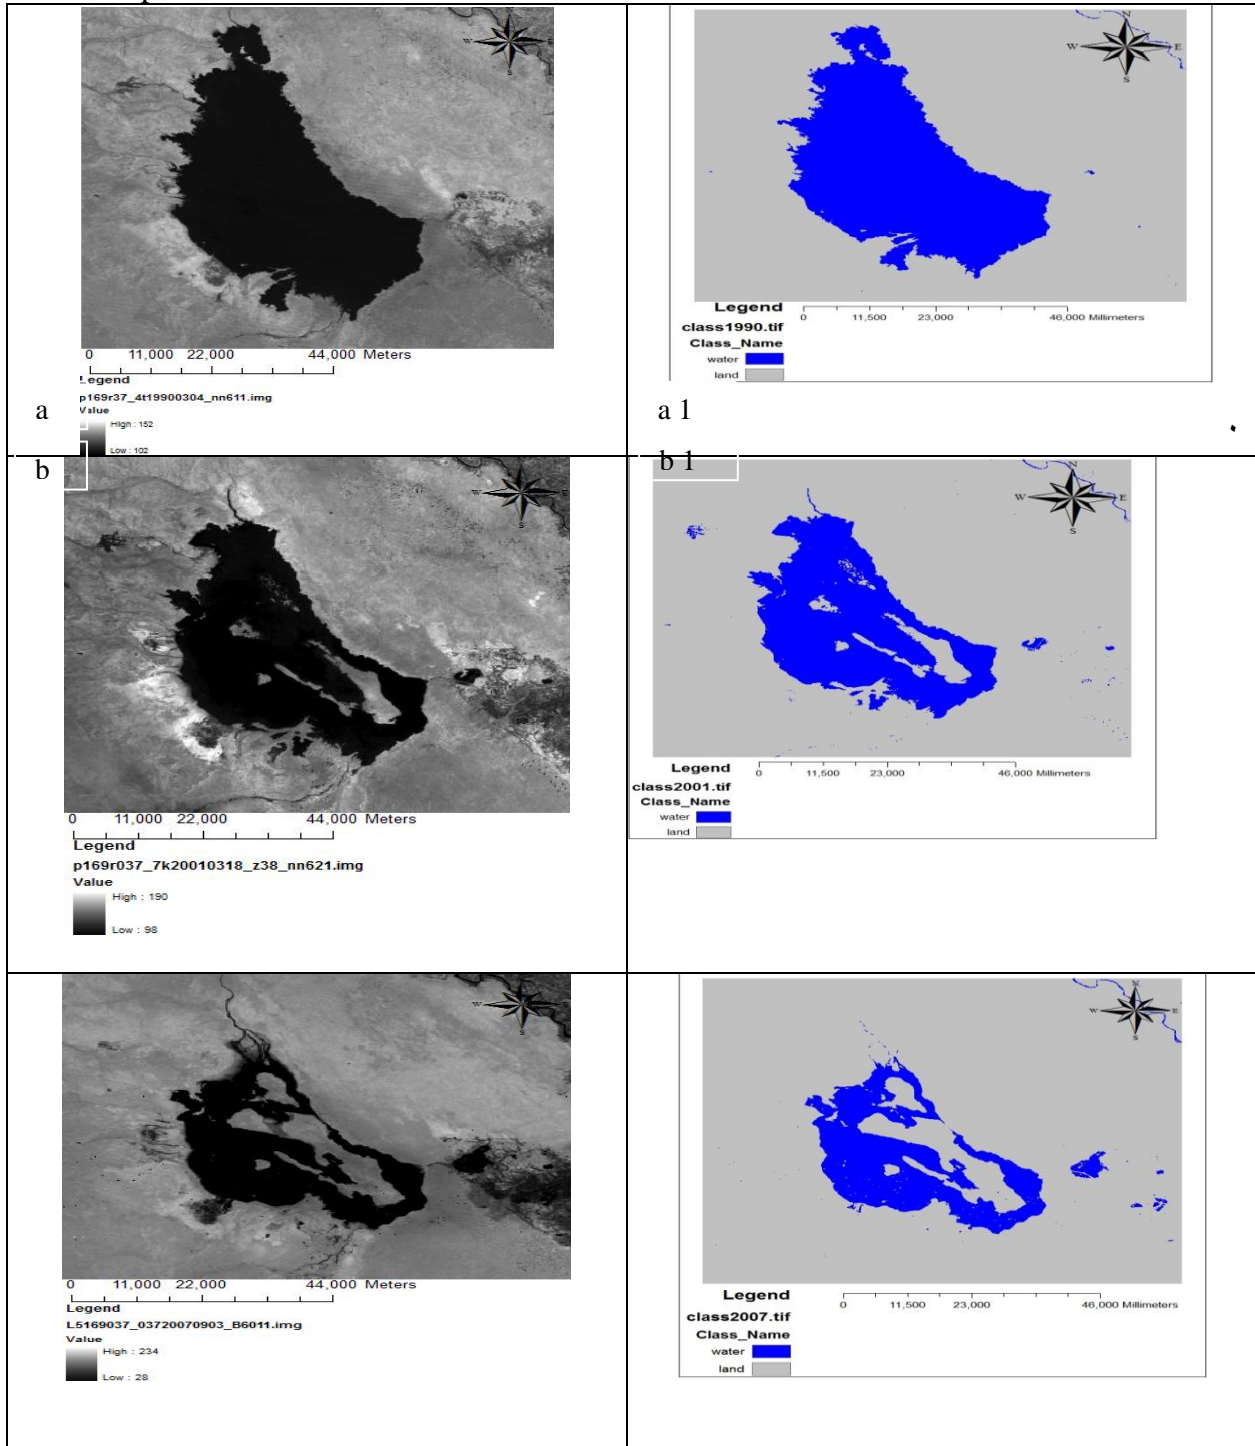 W E
S
0 11,000 22,000 44,000 Meters
Legend
p169r37_4t19900304_nn611.img
Value
High : 152
Low : 102
a
N
W E
S
Legend
class1990.tif
Class_Name
water
land
0 11,500 23,000 46,000 Millimeters
a 1
b
W E
S
0 11,000 22,000 44,000 Meters
Legend
p169r037_7k20010318_z38_nn621.img
Value
High : 190
Low : 98
b 1
N
W E
S
Legend
class2001.tif
Class_Name
water
land
0 11,500 23,000 46,000 Millimeters
W E
S
0 11,000 22,000 44,000 Meters
Legend
L5169037_03720070903_B6011.img
Value
High : 234
Low : 28
N
W E
S
Legend
class2007.tif
Class_Name
water
land
0 11,500 23,000 46,000 Millimeters